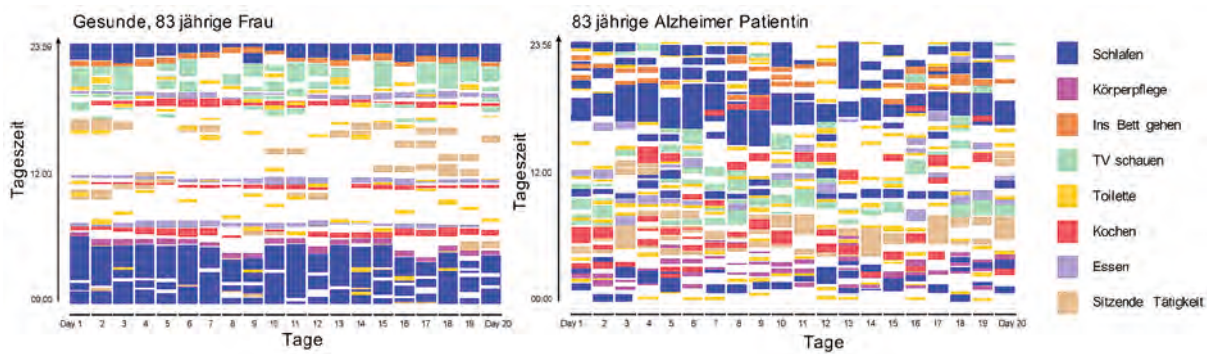 Gesunde, 83 jährige Frau
23:59
Tageszeit
12:00
00:00
Day 1 2 3 4 5 6 7 8 9 10 11 12 13 14 15 16 17 18 19 Day 20
Tage
83 jährige Alzheimer Patientin
23:59
Tageszeit
12:00
00:00
Day 1 2 3 4 5 6 7 8 9 10 11 12 13 14 15 16 17 18 19 Day 20
Tage
Schlafen
Körperpflege
Ins Bett gehen
TV schauen
Toilette
Kochen
Essen
Sitzende Tätigkeit